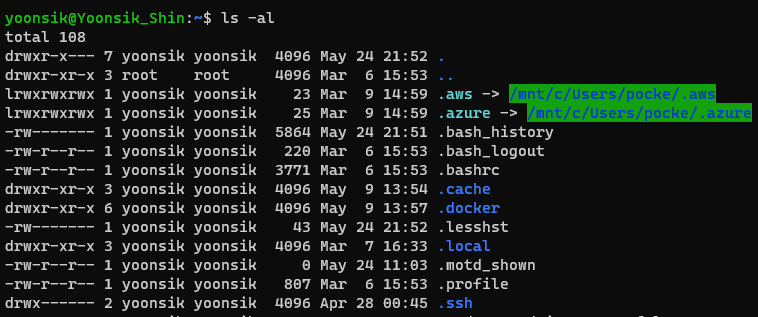 yoonsik@Yoonsik_Shin:~$ ls -al
total 108
drwxr-x--- 7 yoonsik yoonsik 4096 May 24 21:52 .
drwxr-xr-x 3 root    root    4096 Mar  6 15:53 ..
lrwxrwxrwx 1 yoonsik yoonsik   23 Mar  9 14:59 .aws -> /mnt/c/Users/pocke/.aws
lrwxrwxrwx 1 yoonsik yoonsik   25 Mar  9 14:59 .azure -> /mnt/c/Users/pocke/.azure
-rw------- 1 yoonsik yoonsik 5864 May 24 21:51 .bash_history
-rw-r--r-- 1 yoonsik yoonsik  220 Mar  6 15:53 .bash_logout
-rw-r--r-- 1 yoonsik yoonsik 3771 Mar  6 15:53 .bashrc
drwxr-xr-x 3 yoonsik yoonsik 4096 May  9 13:54 .cache
drwxr-xr-x 6 yoonsik yoonsik 4096 May  9 13:57 .docker
-rw------- 1 yoonsik yoonsik   43 May 24 21:52 .lesshst
drwxr-xr-x 3 yoonsik yoonsik 4096 Mar  7 16:33 .local
-rw-r--r-- 1 yoonsik yoonsik    0 May 24 11:03 .motd_shown
-rw-r--r-- 1 yoonsik yoonsik  807 Mar  6 15:53 .profile
drwx------ 2 yoonsik yoonsik 4096 Apr 28 00:45 .ssh